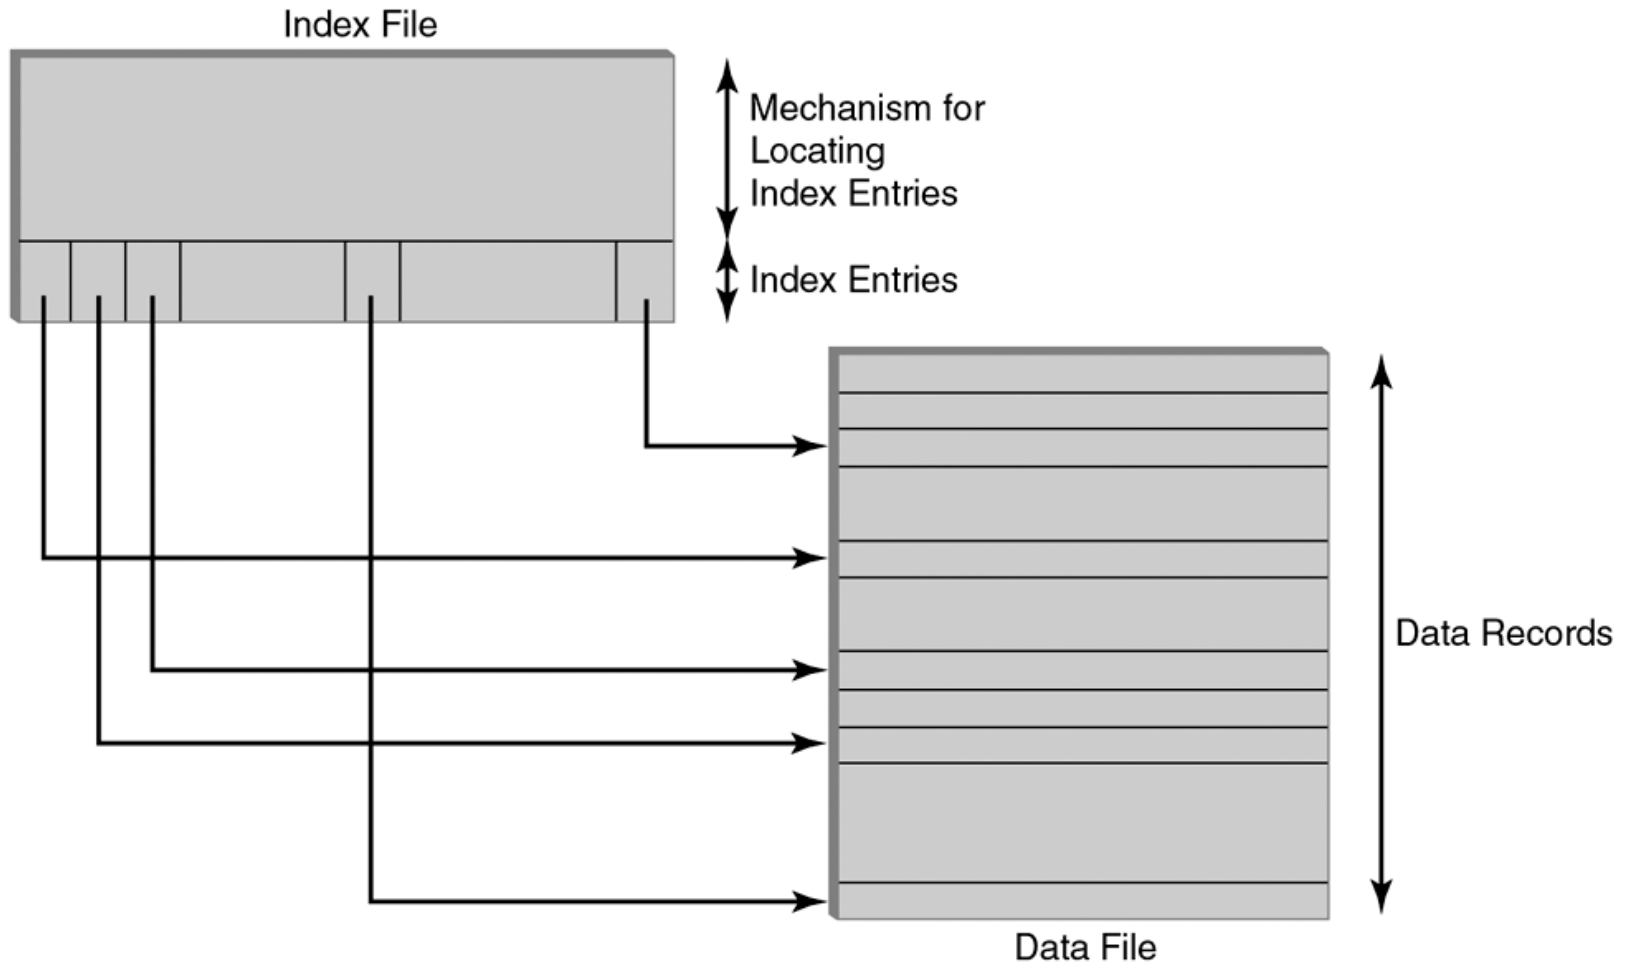 Index File
Mechanism for
Locating
Index Entries
Index Entries
Data Records
Data File